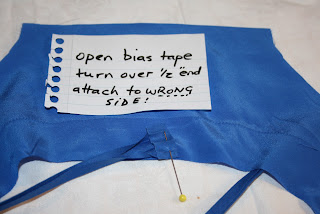 open bias tape
turn over 1/2" end
attach to WRONG
SIDE!